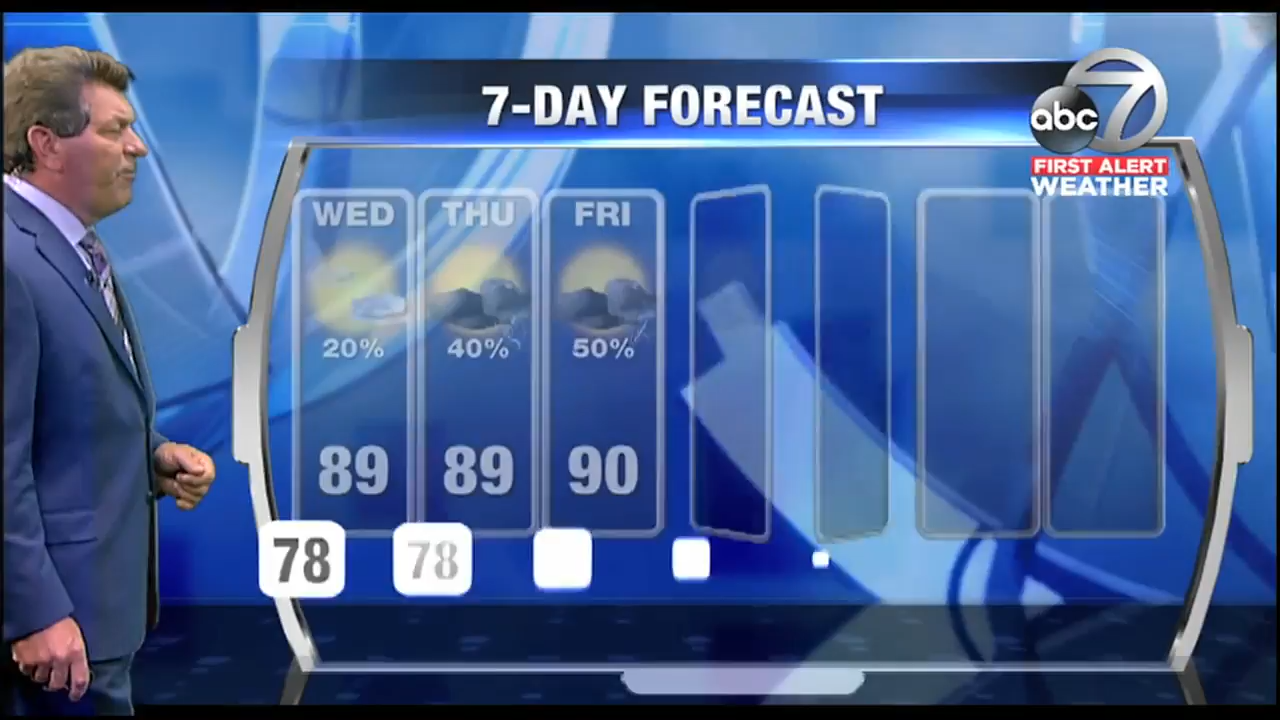 7-DAY FORECAST
abc 7
FIRST ALERT
WEATHER
WED THU FRI
20% 40% 50%
89 89 90
78 78